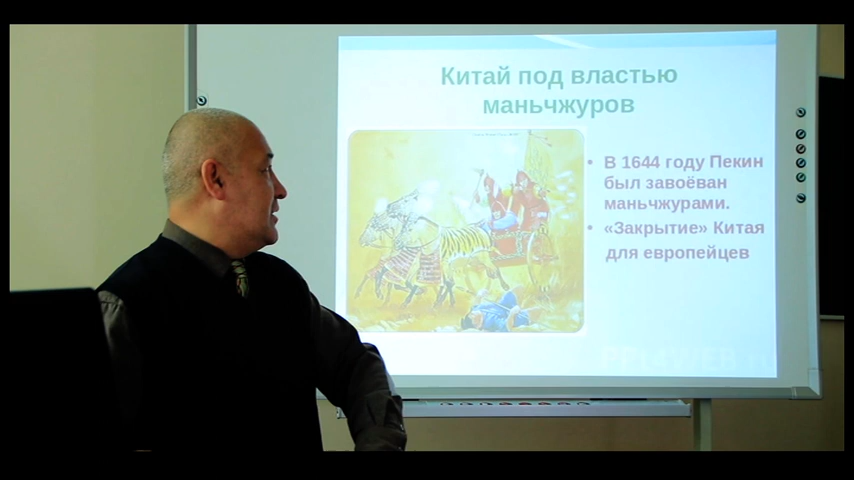 Китай под властью
маньчжуров
• В 1644 году Пекин
был завоёван
маньчжурами.
• «Закрытие» Китая
для европейцев